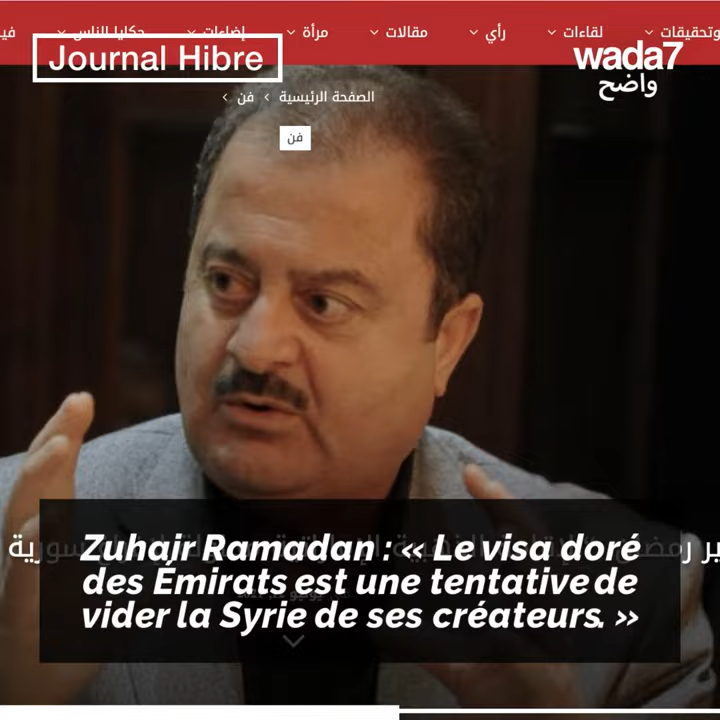 وتحقيقات لقاءات رأي مقالات مرأة إضاءات حكايا الناس
Journal Hibre
wada7
واضح
الصفحة الرئيسية فن
فن
Zuhair Ramadan : « Le visa doré
des Émirats est une tentative de
vider la Syrie de ses créateurs. »